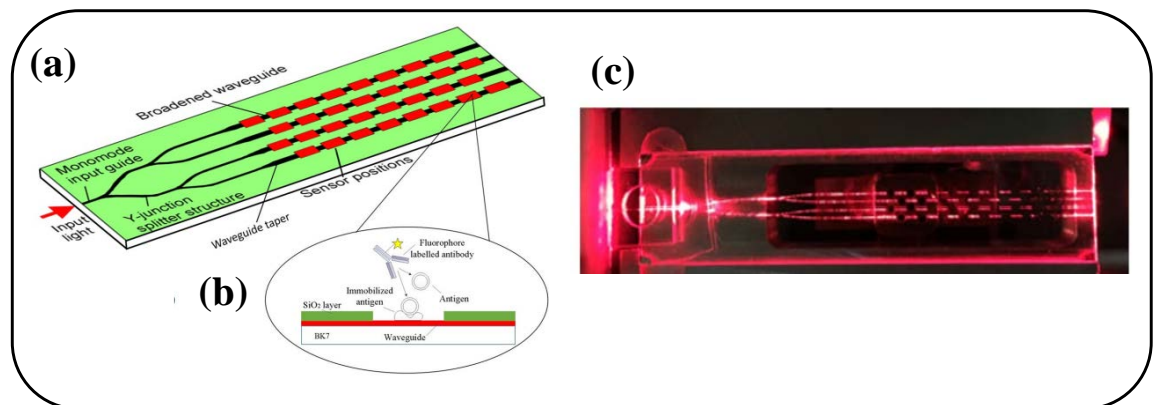 (a)
Broadened waveguide
Monomode
input guide
Y-junction
splitter structure
Input
light
Waveguide taper
Sensor positions
(b)
Fluorophore
labelled antibody
Immobilized
antigen
Antigen
SiO₂ layer
Waveguide
BK7
(c)